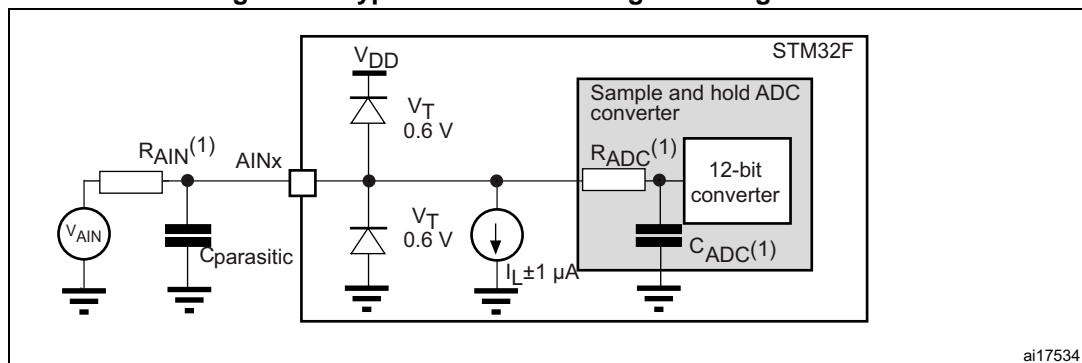 STM32F
VDD
VT
0.6 V
Sample and hold ADC
converter
RAIN(1)
AINx
RADC(1)
12-bit
converter
VAIN
Cparasitic
VT
0.6 V
IL±1 µA
CADC(1)
ai17534